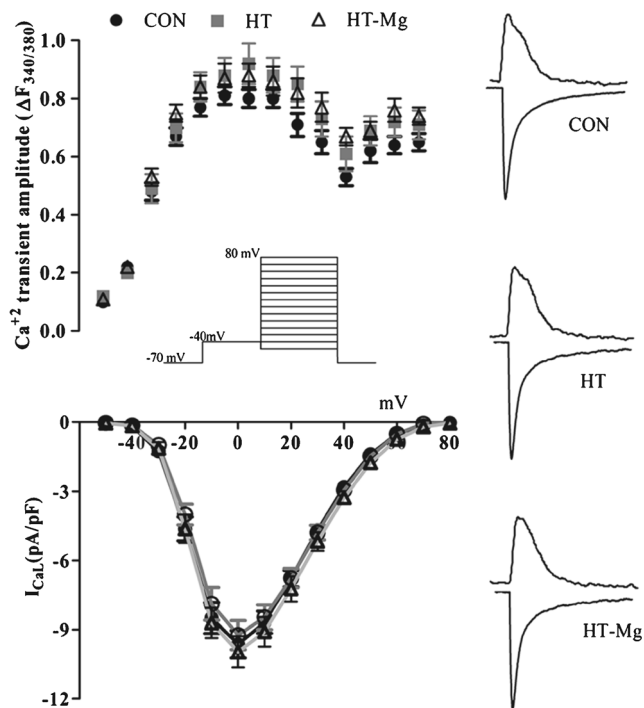 CON HT HT-Mg
Ca+2 transient amplitude (ΔF340/380)
1.0
0.8
0.6
0.4
0.2
0.0
80 mV
-40mV
-70 mV
CON
HT
HT-Mg
mV
-40 -20 0 20 40 60 80
0
-3
-6
-9
-12
ICaL(pA/pF)